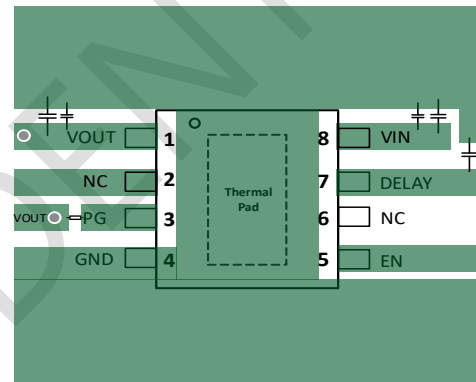 VOUT 1 8 VIN
NC 2 7 DELAY
Thermal
Pad
VOUT PG 3 6 NC
GND 4 5 EN